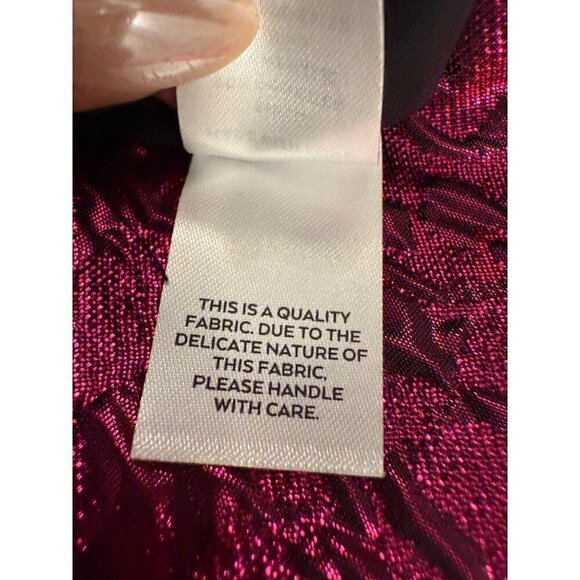 THIS IS A QUALITY
FABRIC. DUE TO THE
DELICATE NATURE OF
THIS FABRIC,
PLEASE HANDLE
WITH CARE.